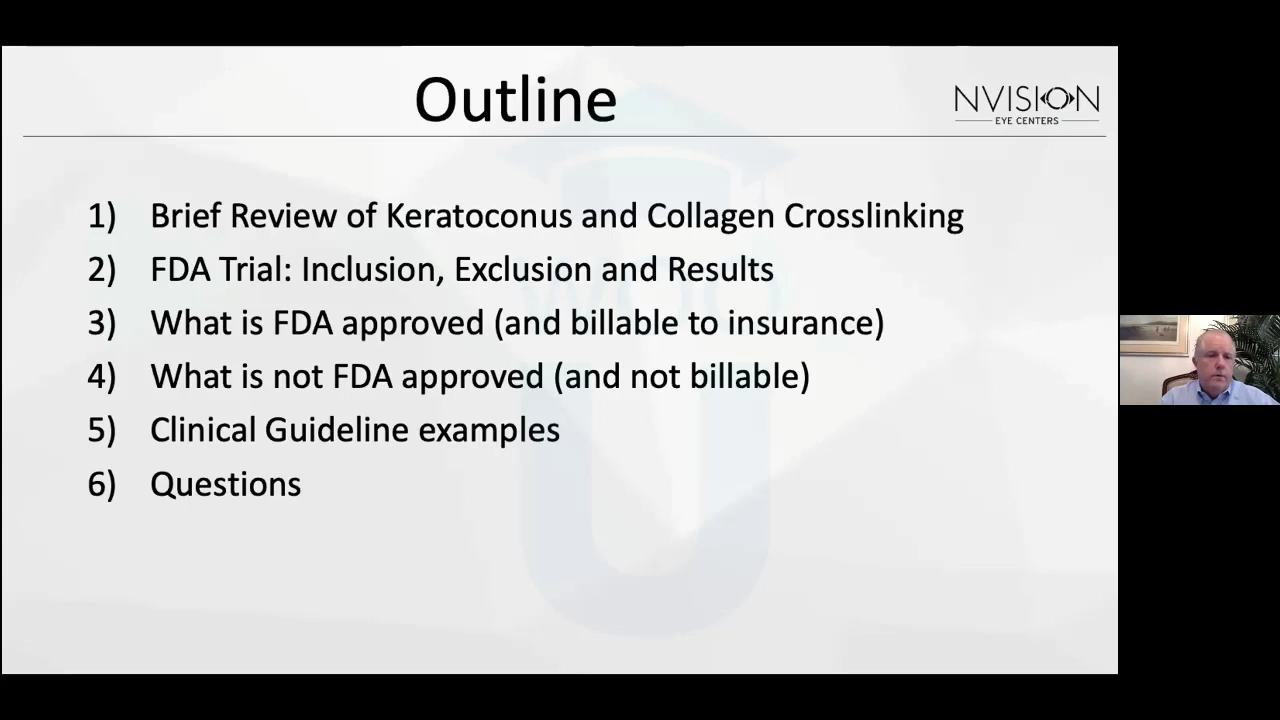 Outline
NVISION
EYE CENTERS
1) Brief Review of Keratoconus and Collagen Crosslinking
2) FDA Trial: Inclusion, Exclusion and Results
3) What is FDA approved (and billable to insurance)
4) What is not FDA approved (and not billable)
5) Clinical Guideline examples
6) Questions